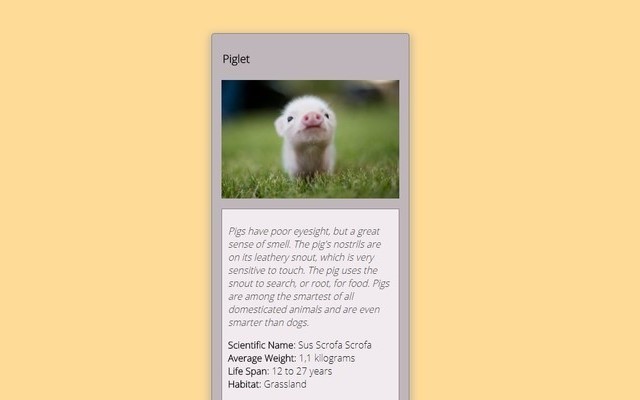 Piglet
Pigs have poor eyesight, but a great
sense of smell. The pig's nostrils are
on its leathery snout, which is very
sensitive to touch. The pig uses the
snout to search, or root, for food. Pigs
are among the smartest of all
domesticated animals and are even
smarter than dogs.
Scientific Name: Sus Scrofa Scrofa
Average Weight: 1,1 kilograms
Life Span: 12 to 27 years
Habitat: Grassland